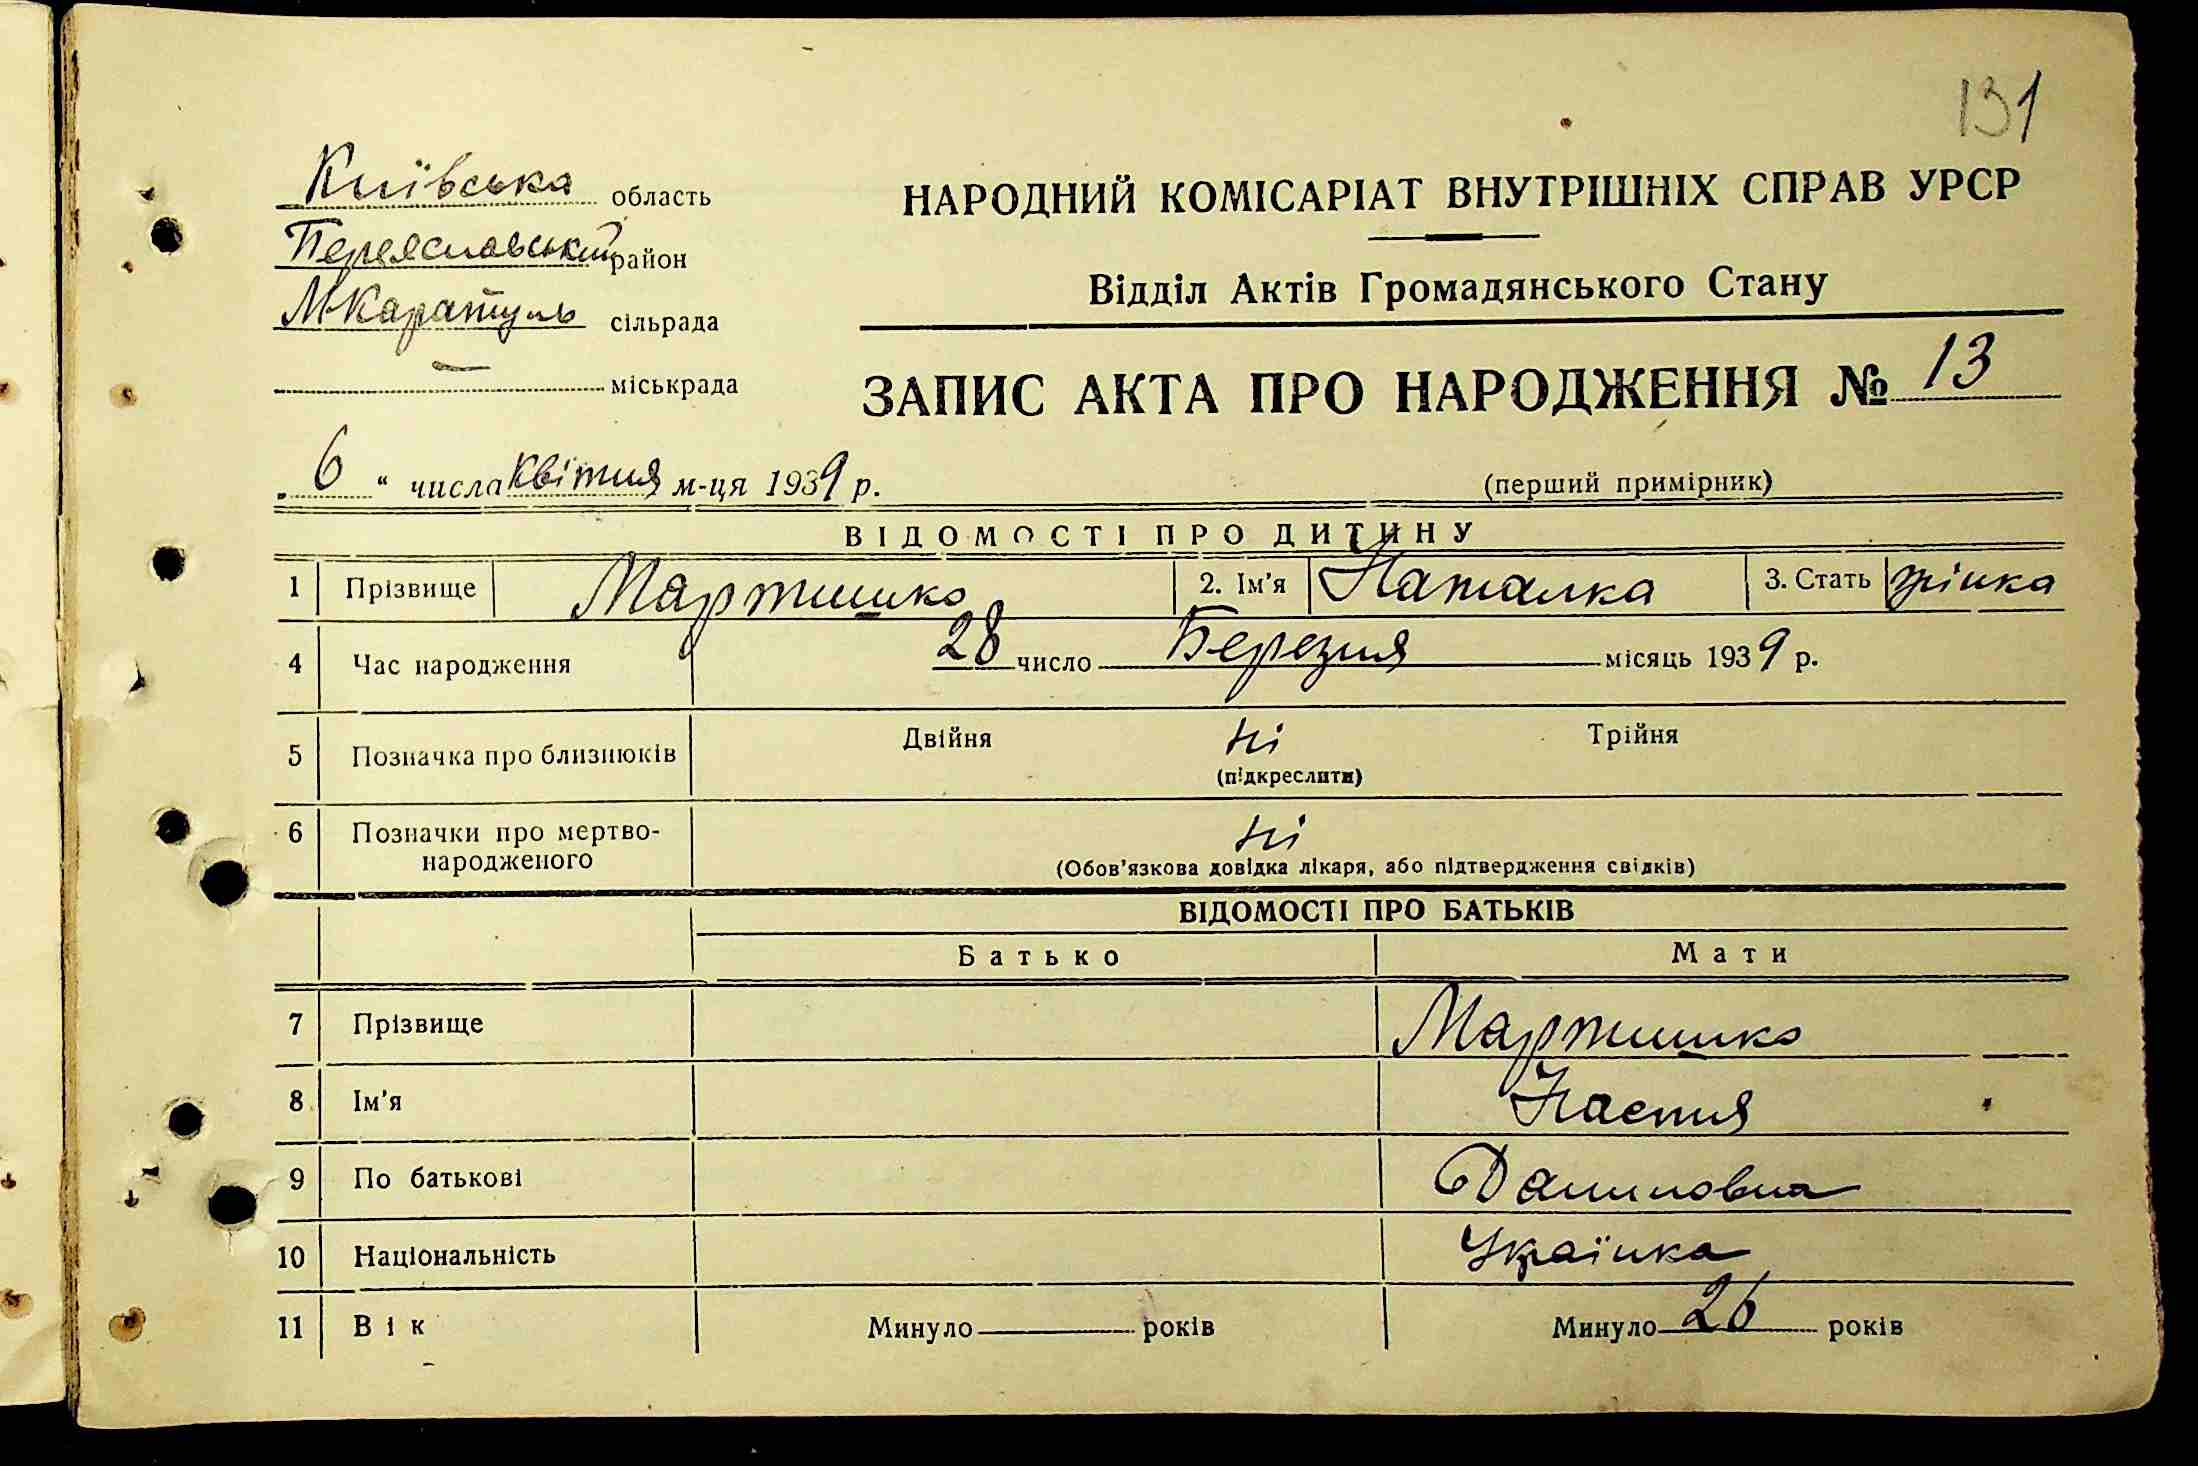 131
Київська область
Переяславський район
МКаратуль сільрада
міськрада
НАРОДНИЙ КОМІСАРІАТ ВНУТРІШНІХ СПРАВ УРСР
Відділ Актів Громадянського Стану
ЗАПИС АКТА ПРО НАРОДЖЕННЯ № 13
„6“ числа квітня м-ця 1939 р.
(перший примірник)
ВІДОМОСТІ ПРО ДИТИНУ
1 Прізвище Мартишко 2. Ім'я Наталка 3. Стать жінка
4 Час народження 28 число Березня місяць 1939 р.
5 Позначка про близнюків Двійня ні Трійня
(підкреслити)
6 Позначки про мертво-
народженого ні
(Обов'язкова довідка лікаря, або підтвердження свідків)
ВІДОМОСТІ ПРО БАТЬКІВ
Батько Мати
7 Прізвище Мартишко
8 Ім'я Настя
9 По батькові Даниловна
10 Національність Українка
11 Вік Минуло років Минуло 26 років